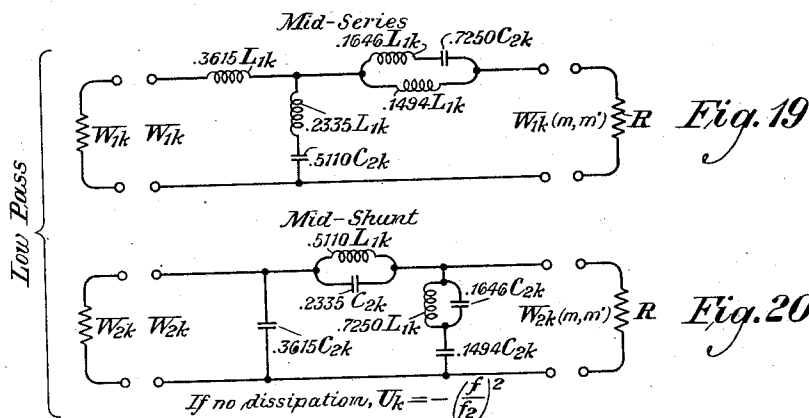 Mid-Series
.1646 L1k .7250 C2k
.3615 L1k
.1494 L1k
.2335 L1k
.5110 C2k
W1k W1k W1k (m, m') R Fig. 19
Low Pass
Mid-Shunt
.5110 L1k
.2335 C2k
.1646 C2k
.7250 L1k
W2k W2k W2k (m, m') R Fig. 20
.3615 C2k
.1494 C2k
If no dissipation, Uk = -(f/f2)²